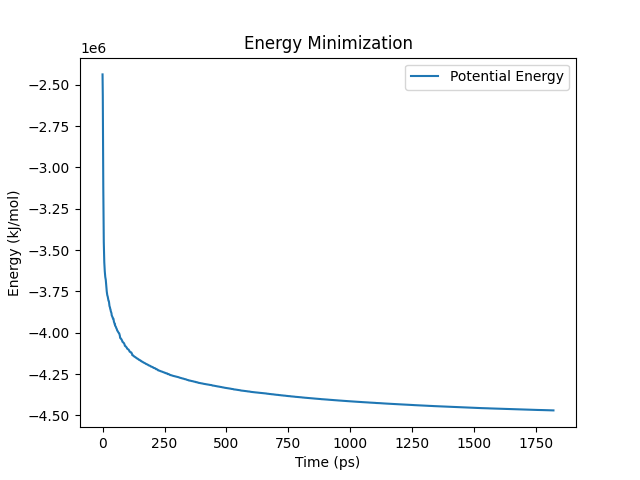 Energy Minimization
1e6
Potential Energy
−2.50
−2.75
−3.00
−3.25
−3.50
−3.75
−4.00
−4.25
−4.50
Energy (kJ/mol)
0 250 500 750 1000 1250 1500 1750
Time (ps)